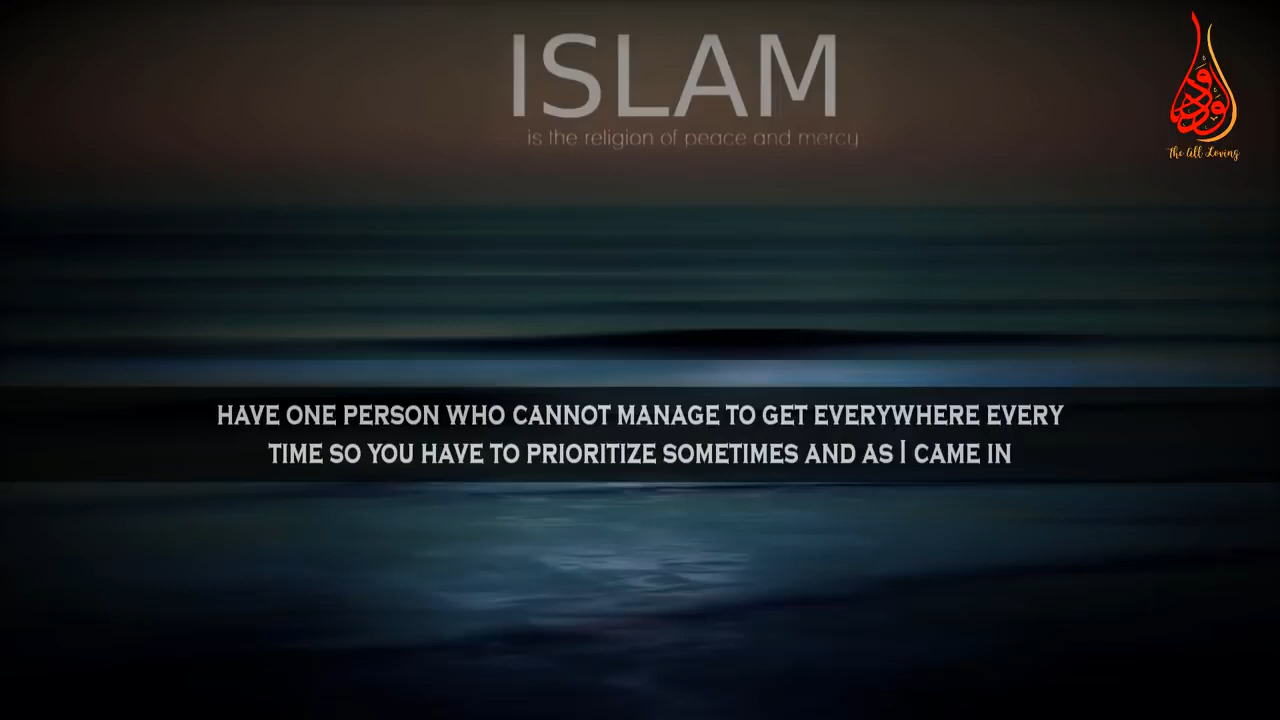 ISLAM
is the religion of peace and mercy
The All Loving
HAVE ONE PERSON WHO CANNOT MANAGE TO GET EVERYWHERE EVERY
TIME SO YOU HAVE TO PRIORITIZE SOMETIMES AND AS I CAME IN